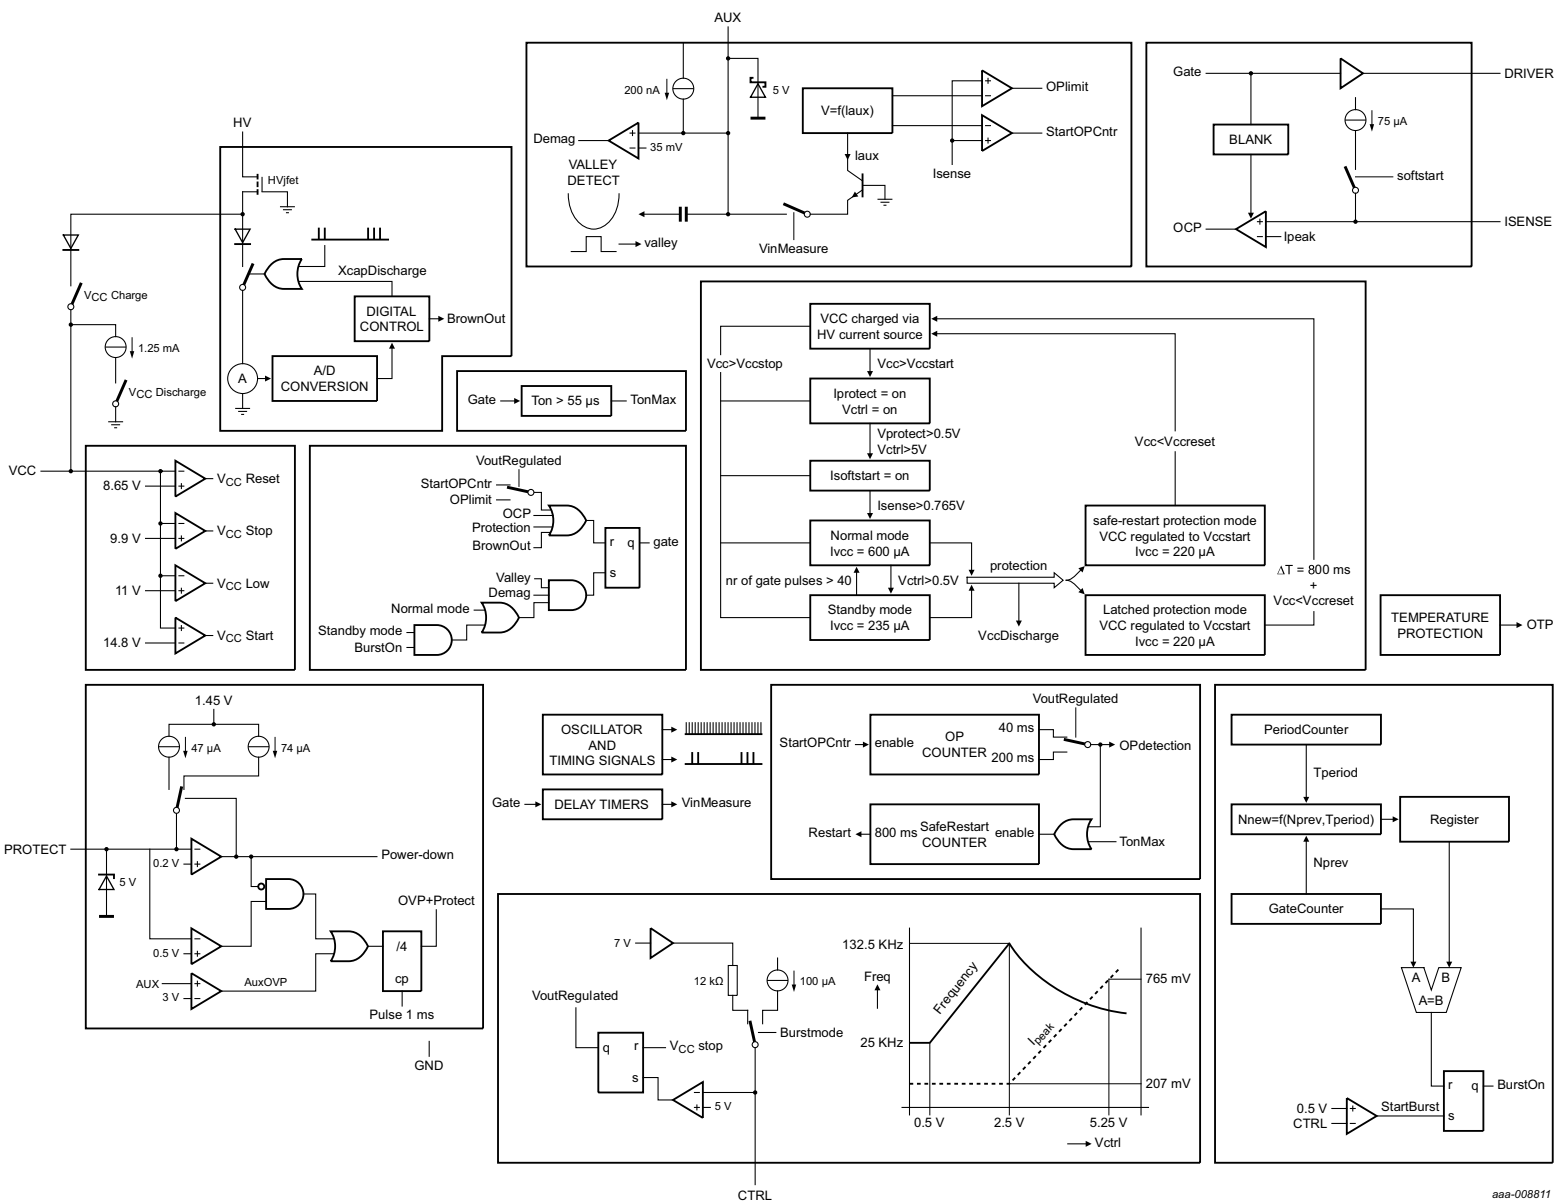 AUX
200 nA
5 V
Demag
35 mV
VALLEY
DETECT
valley
VinMeasure
V=f(Iaux)
Iaux
Isense
OPlimit
StartOPCntr
Gate
DRIVER
BLANK
75 µA
softstart
OCP
Ipeak
ISENSE
HV
HVjfet
XcapDischarge
DIGITAL
CONTROL
BrownOut
A
A/D
CONVERSION
VCC Charge
1.25 mA
VCC Discharge
VCC
Gate
Ton > 55 µs
TonMax
8.65 V
VCC Reset
9.9 V
VCC Stop
11 V
VCC Low
14.8 V
VCC Start
VoutRegulated
StartOPCntr
OPlimit
OCP
Protection
BrownOut
r
q
gate
s
Valley
Demag
Normal mode
Standby mode
BurstOn
VCC charged via
HV current source
Vcc>Vccstop
Vcc>Vccstart
Iprotect = on
Vctrl = on
Vprotect>0.5V
Vctrl>5V
Isoftstart = on
Isense>0.765V
Normal mode
Ivcc = 600 µA
nr of gate pulses > 40
Vctrl>0.5V
Standby mode
Ivcc = 235 µA
protection
VccDischarge
Vcc<Vccreset
safe-restart protection mode
VCC regulated to Vccstart
Ivcc = 220 µA
Latched protection mode
VCC regulated to Vccstart
Ivcc = 220 µA
ΔT = 800 ms
+
Vcc<Vccreset
TEMPERATURE
PROTECTION
OTP
1.45 V
47 µA
74 µA
PROTECT
0.2 V
Power-down
5 V
OVP+Protect
0.5 V
/4
cp
AUX
3 V
AuxOVP
Pulse 1 ms
GND
OSCILLATOR
AND
TIMING SIGNALS
Gate
DELAY TIMERS
VinMeasure
VoutRegulated
StartOPCntr
enable
OP
COUNTER
40 ms
200 ms
OPdetection
Restart
800 ms
SafeRestart
COUNTER
enable
TonMax
7 V
12 kΩ
100 µA
VoutRegulated
Burstmode
q
r
s
VCC stop
5 V
CTRL
132.5 KHz
Freq
25 KHz
Frequency
Ipeak
765 mV
207 mV
0.5 V
2.5 V
5.25 V
Vctrl
PeriodCounter
Tperiod
Nnew=f(Nprev,Tperiod)
Register
Nprev
GateCounter
A
B
A=B
r
q
BurstOn
s
0.5 V
CTRL
StartBurst
aaa-008811